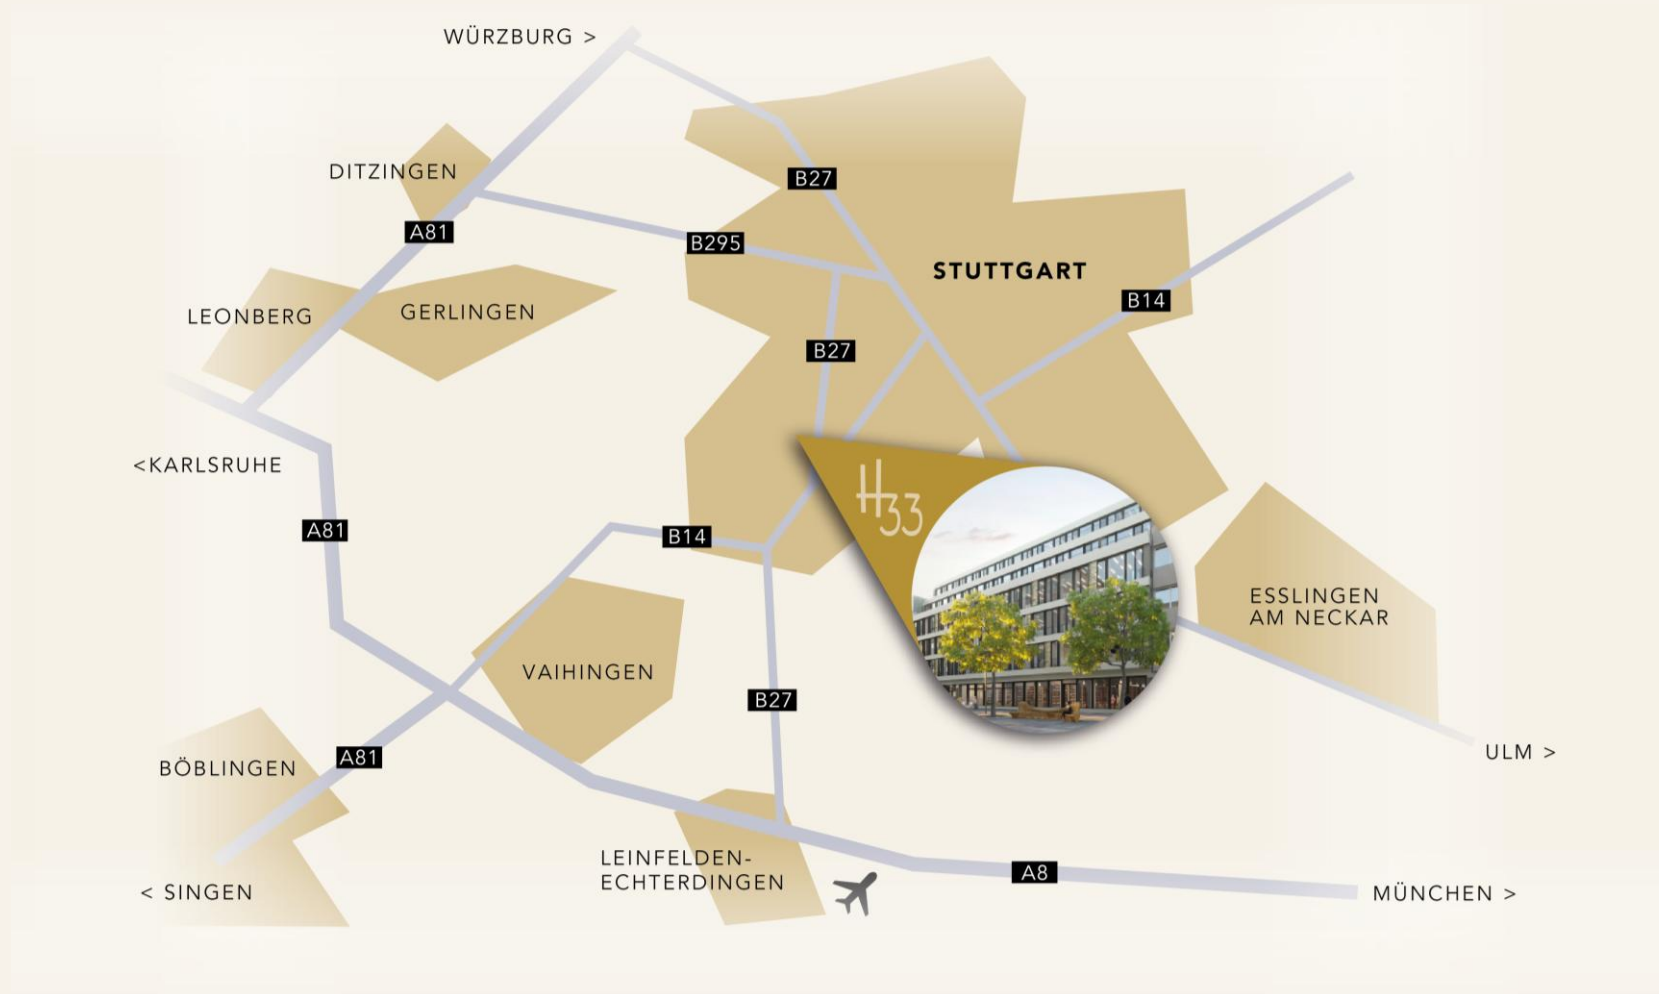 WÜRZBURG >
DITZINGEN
B27
A81
B295
STUTTGART
B14
LEONBERG
GERLINGEN
B27
<KARLSRUHE
H33
A81
B14
ESSLINGEN
AM NECKAR
VAIHINGEN
B27
ULM >
A81
BÖBLINGEN
LEINFELDEN-
ECHTERDINGEN
A8
< SINGEN
MÜNCHEN >